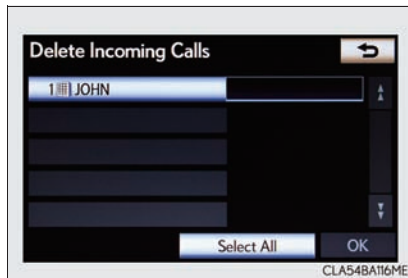 Delete Incoming Calls
1 JOHN
Select All
OK
CLA54BA116ME